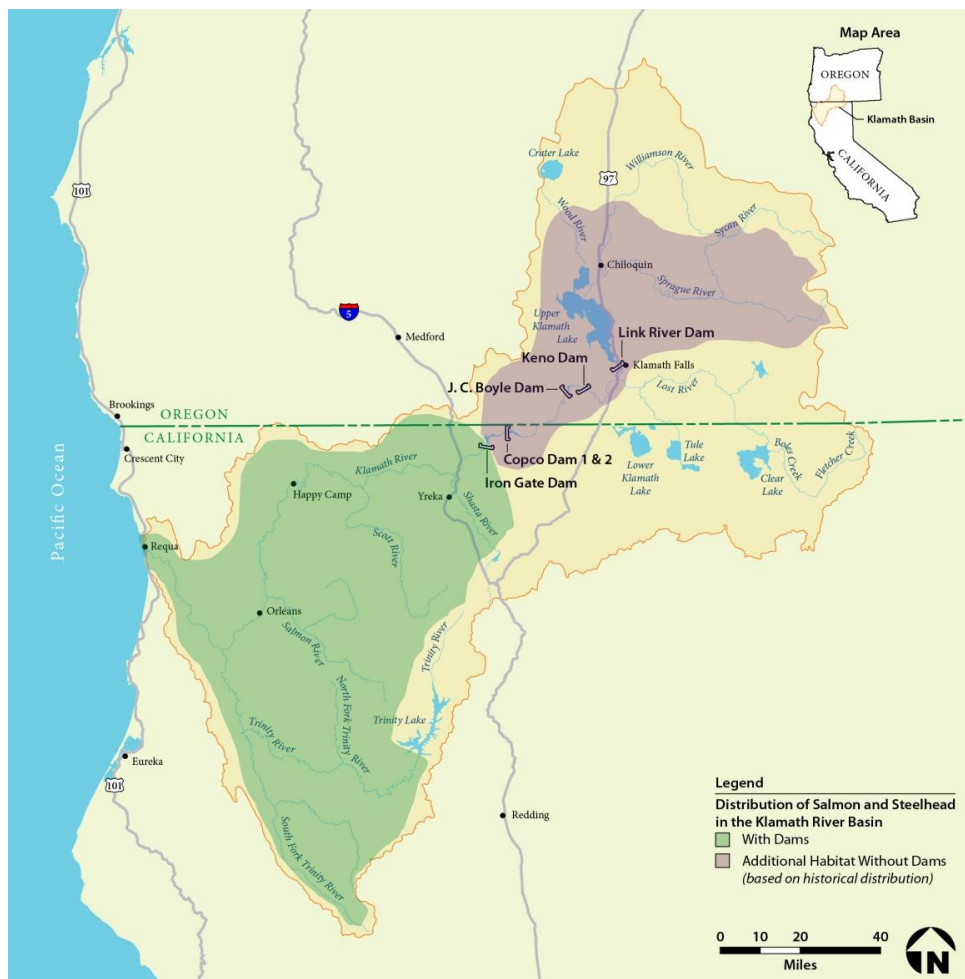 Map Area
OREGON
Klamath Basin
CALIFORNIA
Crater Lake
Williamson River
97
101
Wood River
Sycan River
Chiloquin
Sprague River
5
Upper
Klamath
Lake
Medford
Link River Dam
Keno Dam
Klamath Falls
J. C. Boyle Dam
Lost River
Brookings
OREGON
CALIFORNIA
Crescent City
Copco Dam 1 & 2
Iron Gate Dam
Lower
Klamath
Lake
Tule
Lake
Clear
Lake
Boles
Creek
Fletcher
Creek
Klamath River
Happy Camp
Yreka
Shasta River
Scott River
Pacific Ocean
Requa
Orleans
Salmon River
Trinity River
North Fork Trinity
River
Trinity Lake
Trinity River
Eureka
101
Redding
South Fork Trinity River
Legend
Distribution of Salmon and Steelhead
in the Klamath River Basin
With Dams
Additional Habitat Without Dams
(based on historical distribution)
0 10 20 40
Miles
N